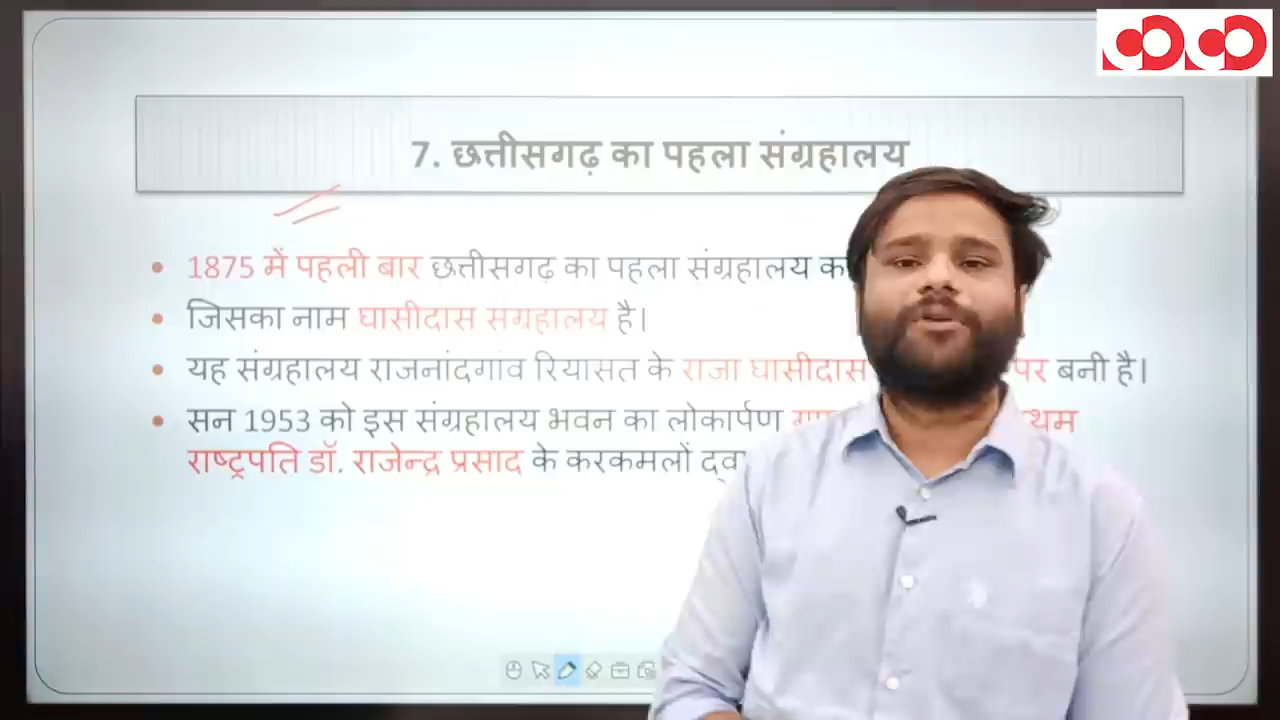 7. छत्तीसगढ़ का पहला संग्रहालय
1875 में पहली बार छत्तीसगढ़ का पहला संग्रहालय
जिसका नाम घासीदास संग्रहालय है।
यह संग्रहालय राजनांदगांव रियासत के राजा घासीदास पर बनी है।
सन 1953 को इस संग्रहालय भवन का लोकार्पण
राष्ट्रपति डॉ. राजेन्द्र प्रसाद के करकमलों